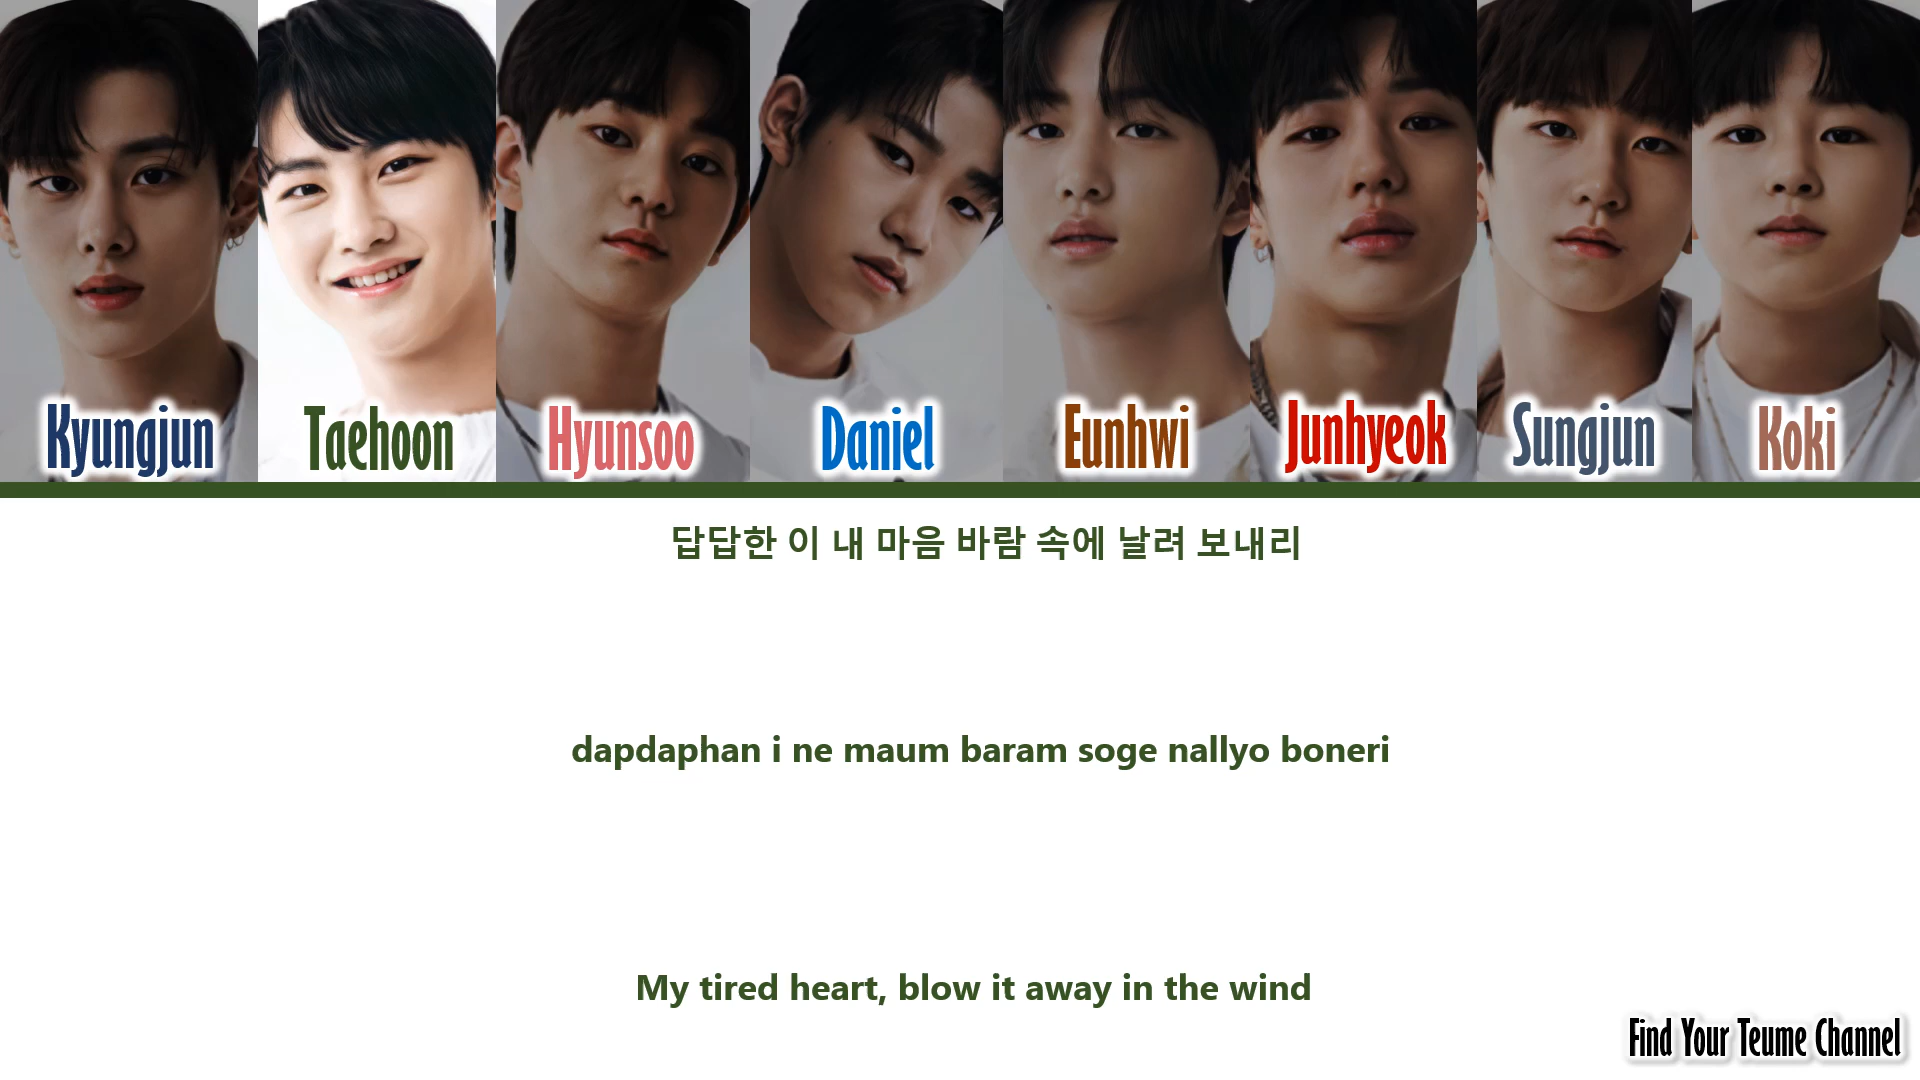 Kyungjun Taehoon Hyunsoo Daniel Eunhwi Junhyeok Sungjun Koki
답답한 이 내 마음 바람 속에 날려 보내리
dapdaphan i ne maum baram soge nallyo boneri
My tired heart, blow it away in the wind
Find Your Teume Channel